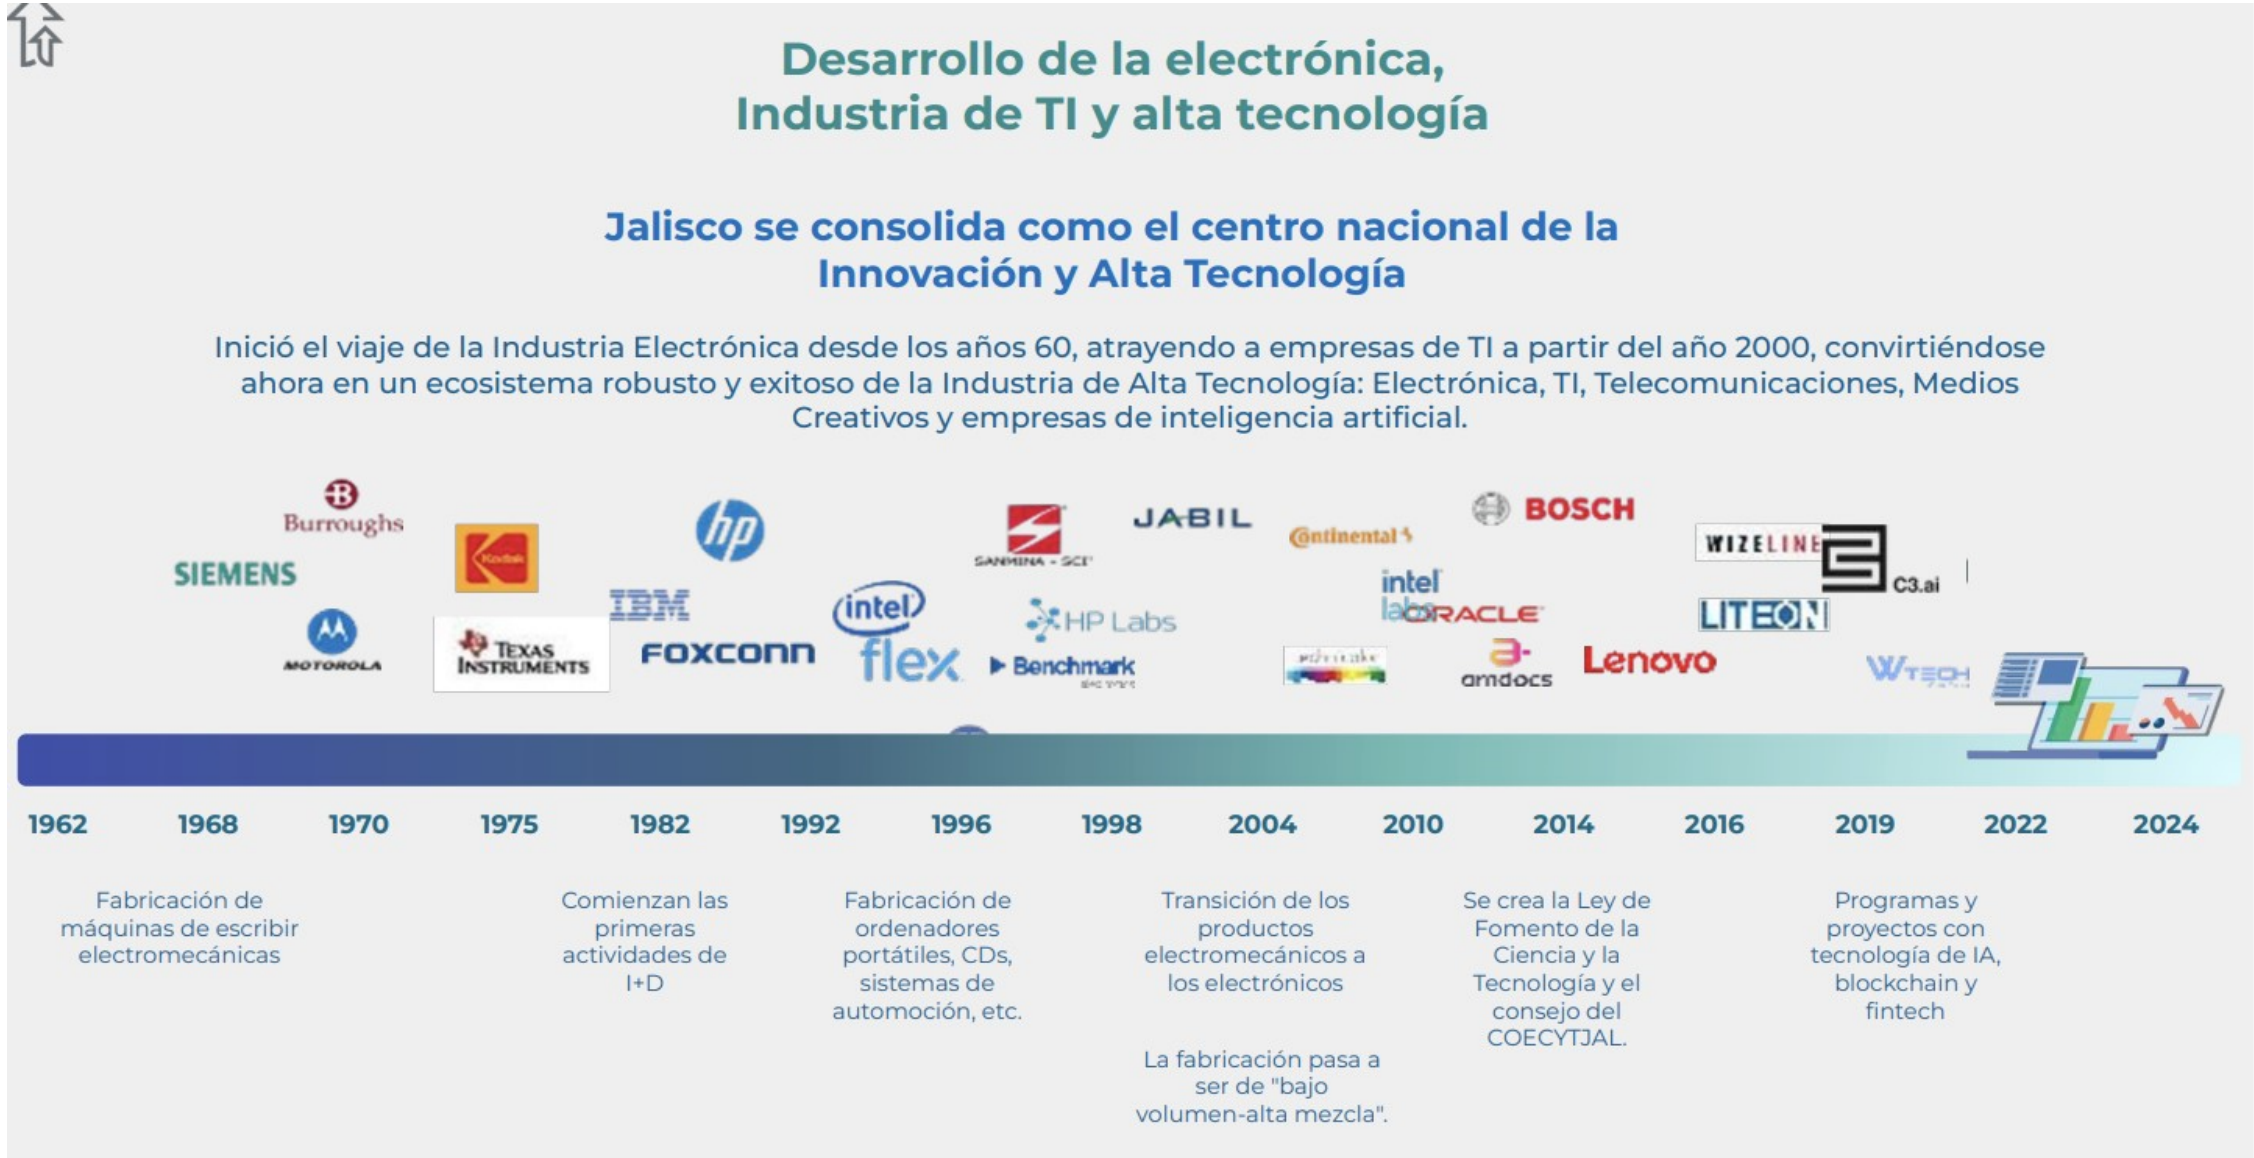 Desarrollo de la electrónica,
Industria de TI y alta tecnología
Jalisco se consolida como el centro nacional de la
Innovación y Alta Tecnología
Inició el viaje de la Industria Electrónica desde los años 60, atrayendo a empresas de TI a partir del año 2000, convirtiéndose
ahora en un ecosistema robusto y exitoso de la Industria de Alta Tecnología: Electrónica, TI, Telecomunicaciones, Medios
Creativos y empresas de inteligencia artificial.
B
Burroughs
SIEMENS
MOTOROLA
Kodak
TEXAS
INSTRUMENTS
hp
IBM
FOXCONN
intel
flex
SANMINA - SCI
HP Labs
Benchmark
JABIL
Continental
intel
labs
ORACLE
BOSCH
amdocs
Lenovo
WIZELINE
C3.ai
LITEON
WTECH
1962
1968
1970
1975
1982
1992
1996
1998
2004
2010
2014
2016
2019
2022
2024
Fabricación de
máquinas de escribir
electromecánicas
Comienzan las
primeras
actividades de
I+D
Fabricación de
ordenadores
portátiles, CDs,
sistemas de
automoción, etc.
Transición de los
productos
electromecánicos a
los electrónicos
La fabricación pasa a
ser de "bajo
volumen-alta mezcla".
Se crea la Ley de
Fomento de la
Ciencia y la
Tecnología y el
consejo del
COECYTJAL.
Programas y
proyectos con
tecnología de IA,
blockchain y
fintech